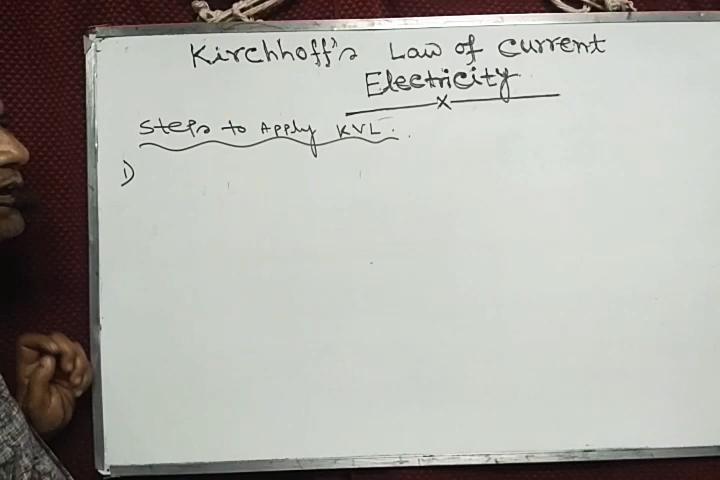 Kirchhoff's Law of current
Electricity
Steps to Apply KVL.
1)